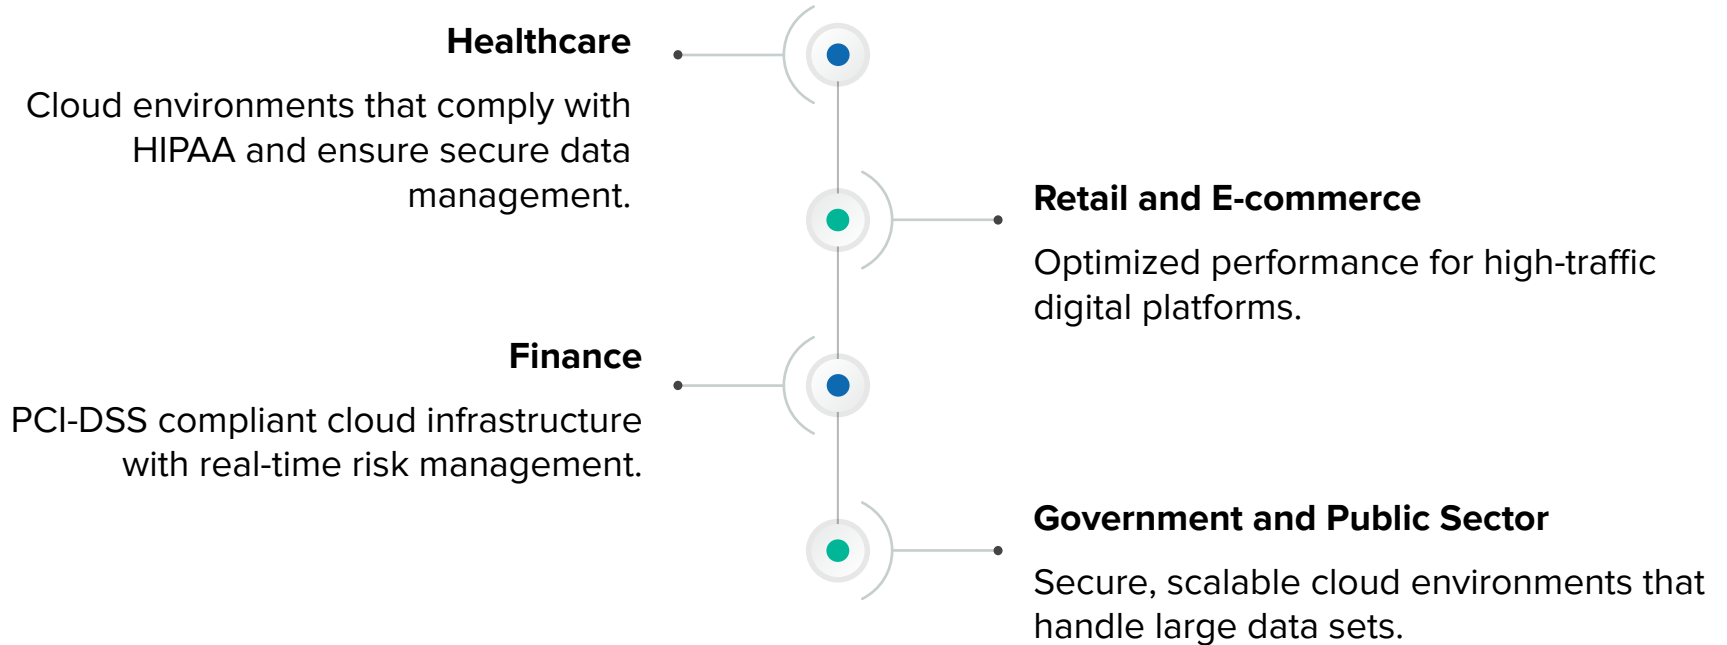 Healthcare
Cloud environments that comply with
HIPAA and ensure secure data
management.
Retail and E-commerce
Optimized performance for high-traffic
digital platforms.
Finance
PCI-DSS compliant cloud infrastructure
with real-time risk management.
Government and Public Sector
Secure, scalable cloud environments that
handle large data sets.